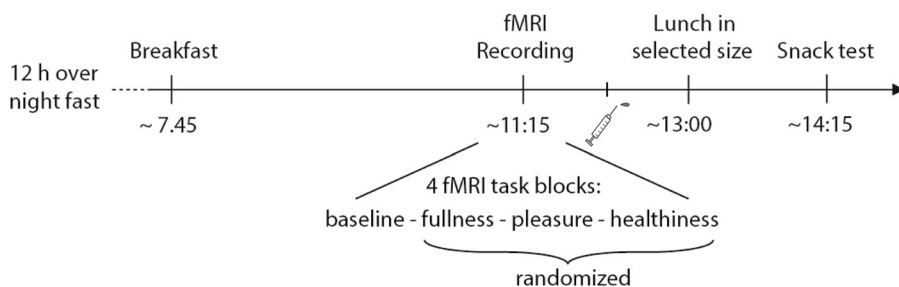 12 h over
night fast
Breakfast
~ 7.45
fMRI
Recording
~11:15
Lunch in
selected size
~13:00
Snack test
~14:15
4 fMRI task blocks:
baseline - fullness - pleasure - healthiness
randomized